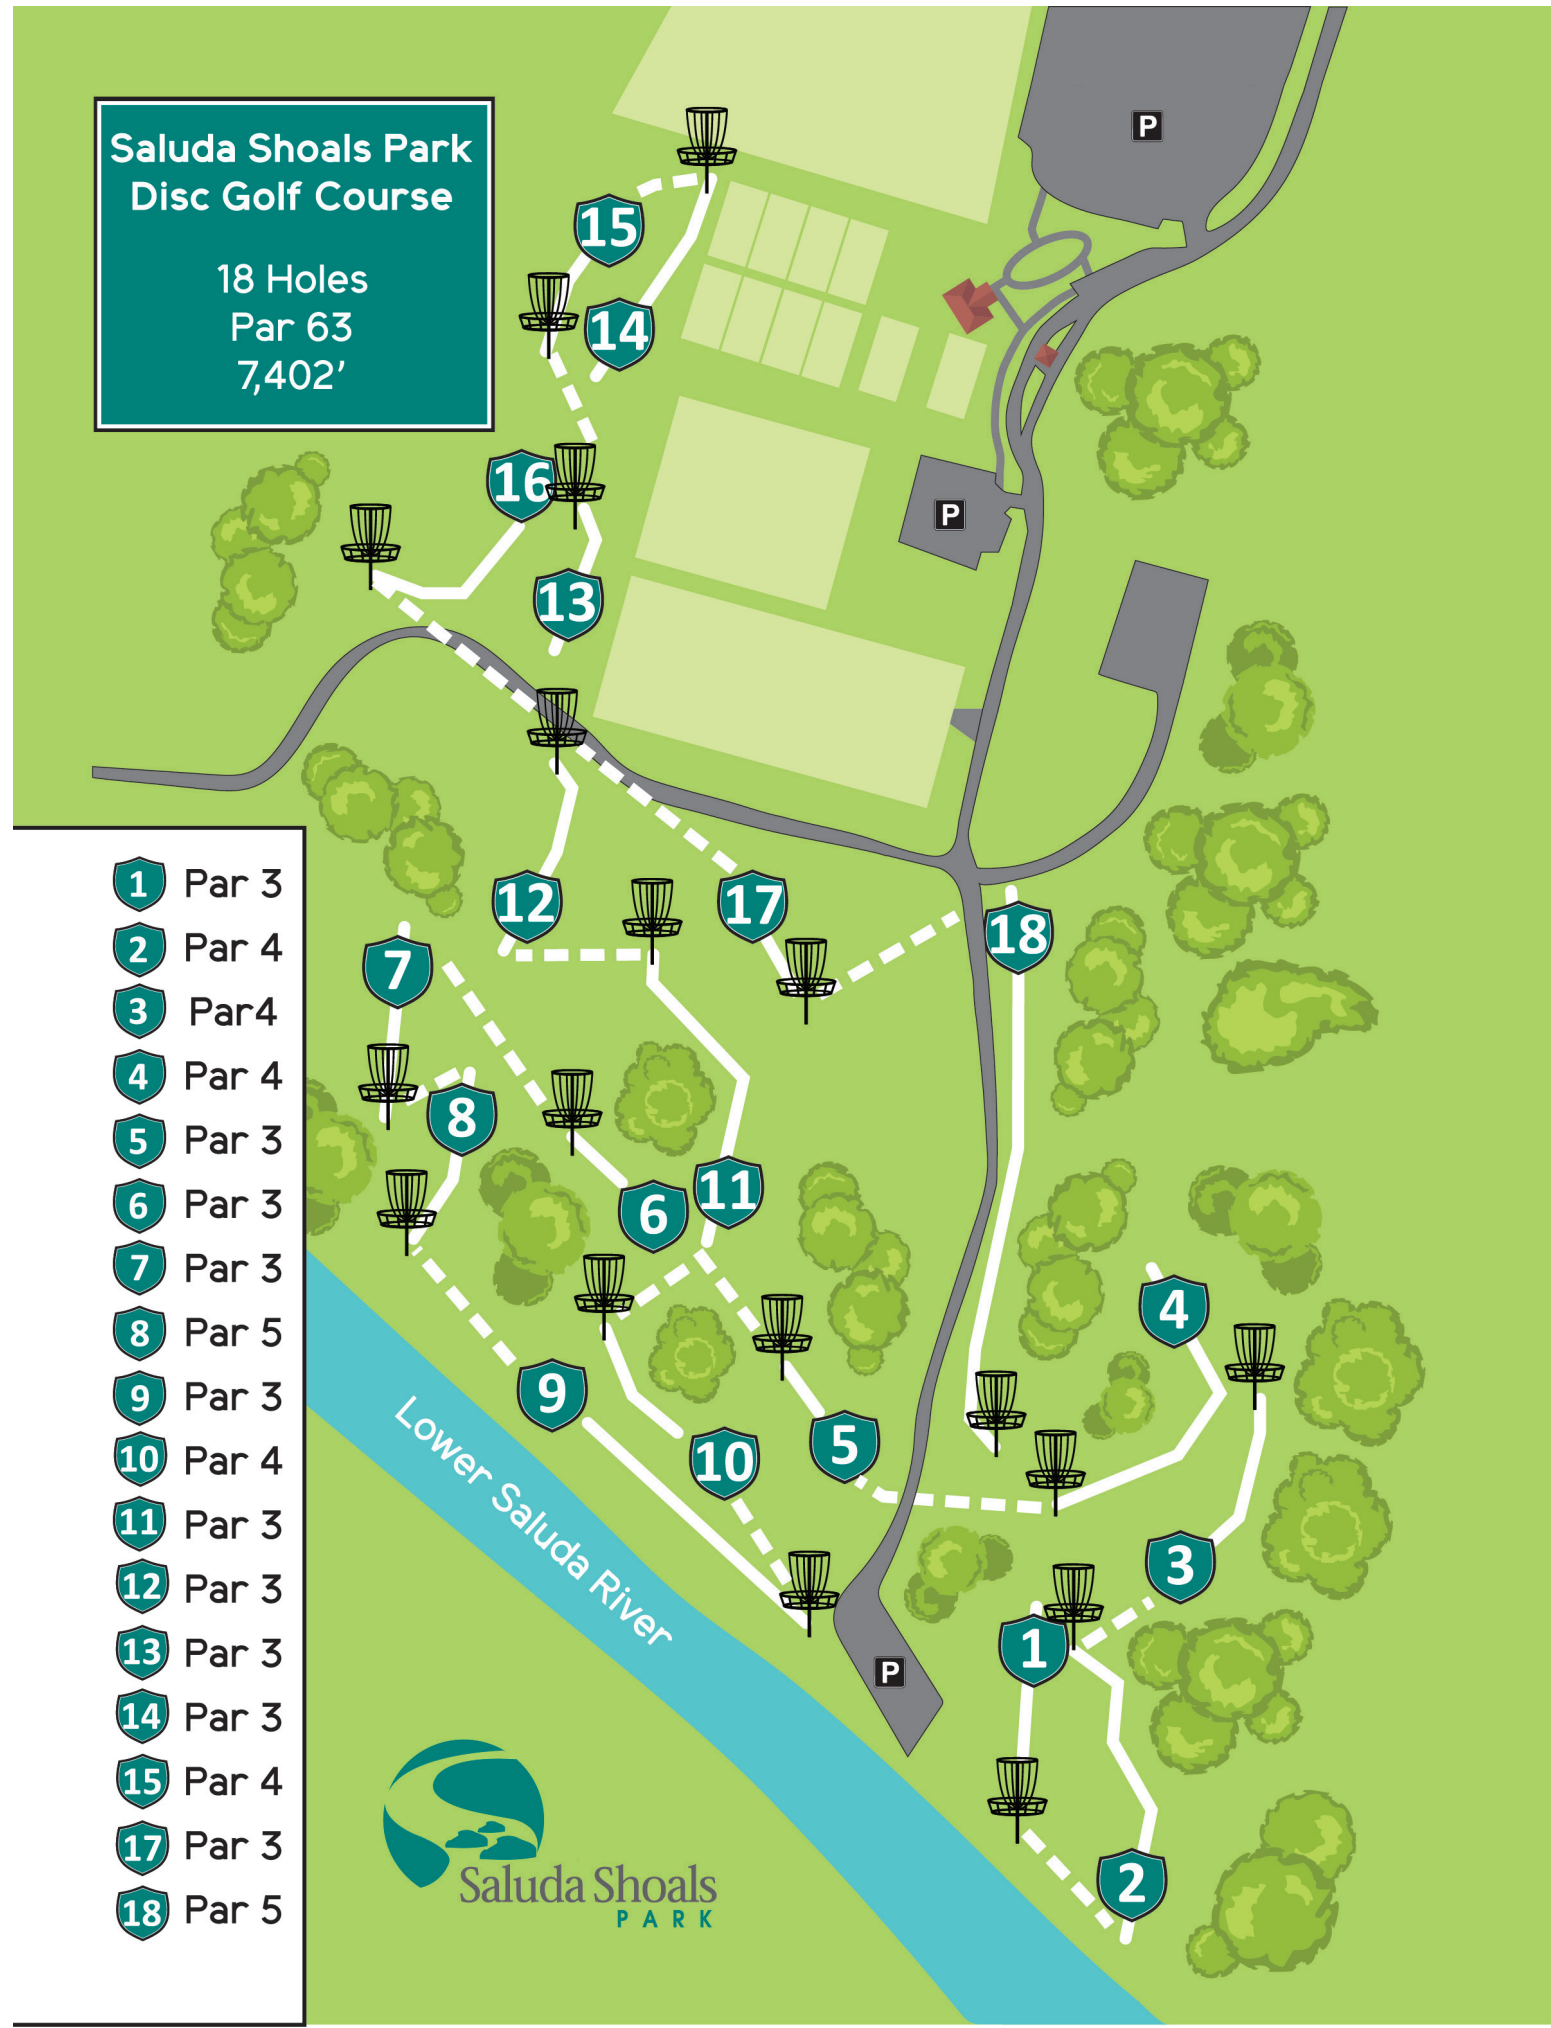 Saluda Shoals Park
Disc Golf Course
18 Holes
Par 63
7,402'
P
15
14
16
P
13
12
17
18
7
8
6
11
4
9
5
10
3
1
P
2
Lower Saluda River
1 Par 3
2 Par 4
3 Par4
4 Par 4
5 Par 3
6 Par 3
7 Par 3
8 Par 5
9 Par 3
10 Par 4
11 Par 3
12 Par 3
13 Par 3
14 Par 3
15 Par 4
17 Par 3
18 Par 5
Saluda Shoals
PARK